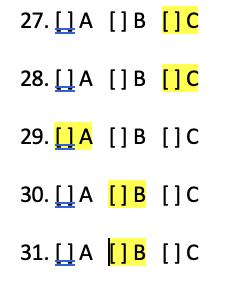 27. [ ] A [ ] B [ ] C
28. [ ] A [ ] B [ ] C
29. [ ] A [ ] B [ ] C
30. [ ] A [ ] B [ ] C
31. [ ] A [ ] B [ ] C